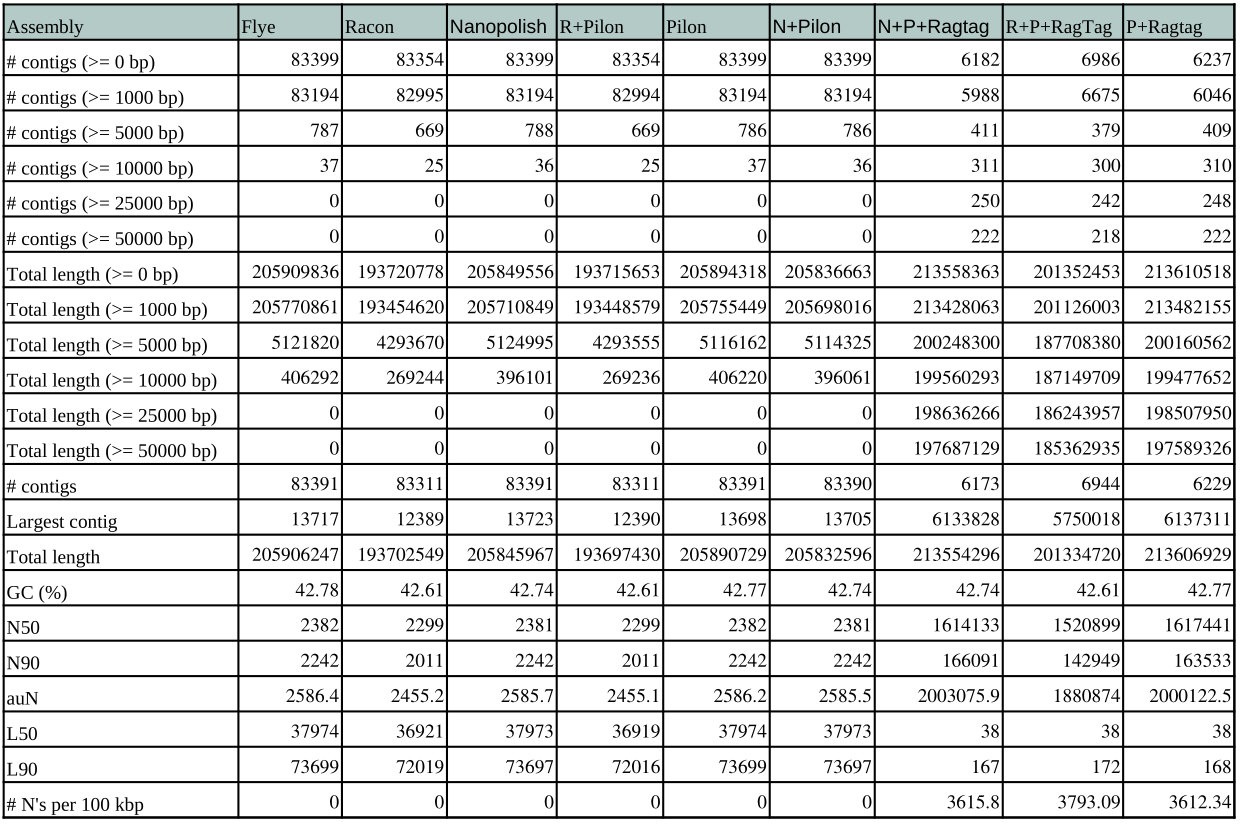 Assembly Flye Racon Nanopolish R+Pilon Pilon N+Pilon N+P+Ragtag R+P+RagTag P+Ragtag
# contigs (>= 0 bp) 83399 83354 83399 83354 83399 83399 6182 6986 6237
# contigs (>= 1000 bp) 83194 82995 83194 82994 83194 83194 5988 6675 6046
# contigs (>= 5000 bp) 787 669 788 669 786 786 411 379 409
# contigs (>= 10000 bp) 37 25 36 25 37 36 311 300 310
# contigs (>= 25000 bp) 0 0 0 0 0 0 250 242 248
# contigs (>= 50000 bp) 0 0 0 0 0 0 222 218 222
Total length (>= 0 bp) 205909836 193720778 205849556 193715653 205894318 205836663 213558363 201352453 213610518
Total length (>= 1000 bp) 205770861 193454620 205710849 193448579 205755449 205698016 213428063 201126003 213482155
Total length (>= 5000 bp) 5121820 4293670 5124995 4293555 5116162 5114325 200248300 187708380 200160562
Total length (>= 10000 bp) 406292 269244 396101 269236 406220 396061 199560293 187149709 199477652
Total length (>= 25000 bp) 0 0 0 0 0 0 198636266 186243957 198507950
Total length (>= 50000 bp) 0 0 0 0 0 0 197687129 185362935 197589326
# contigs 83391 83311 83391 83311 83391 83390 6173 6944 6229
Largest contig 13717 12389 13723 12390 13698 13705 6133828 5750018 6137311
Total length 205906247 193702549 205845967 193697430 205890729 205832596 213554296 201334720 213606929
GC (%) 42.78 42.61 42.74 42.61 42.77 42.74 42.74 42.61 42.77
N50 2382 2299 2381 2299 2382 2381 1614133 1520899 1617441
N90 2242 2011 2242 2011 2242 2242 166091 142949 163533
auN 2586.4 2455.2 2585.7 2455.1 2586.2 2585.5 2003075.9 1880874 2000122.5
L50 37974 36921 37973 36919 37974 37973 38 38 38
L90 73699 72019 73697 72016 73699 73697 167 172 168
# N's per 100 kbp 0 0 0 0 0 0 3615.8 3793.09 3612.34